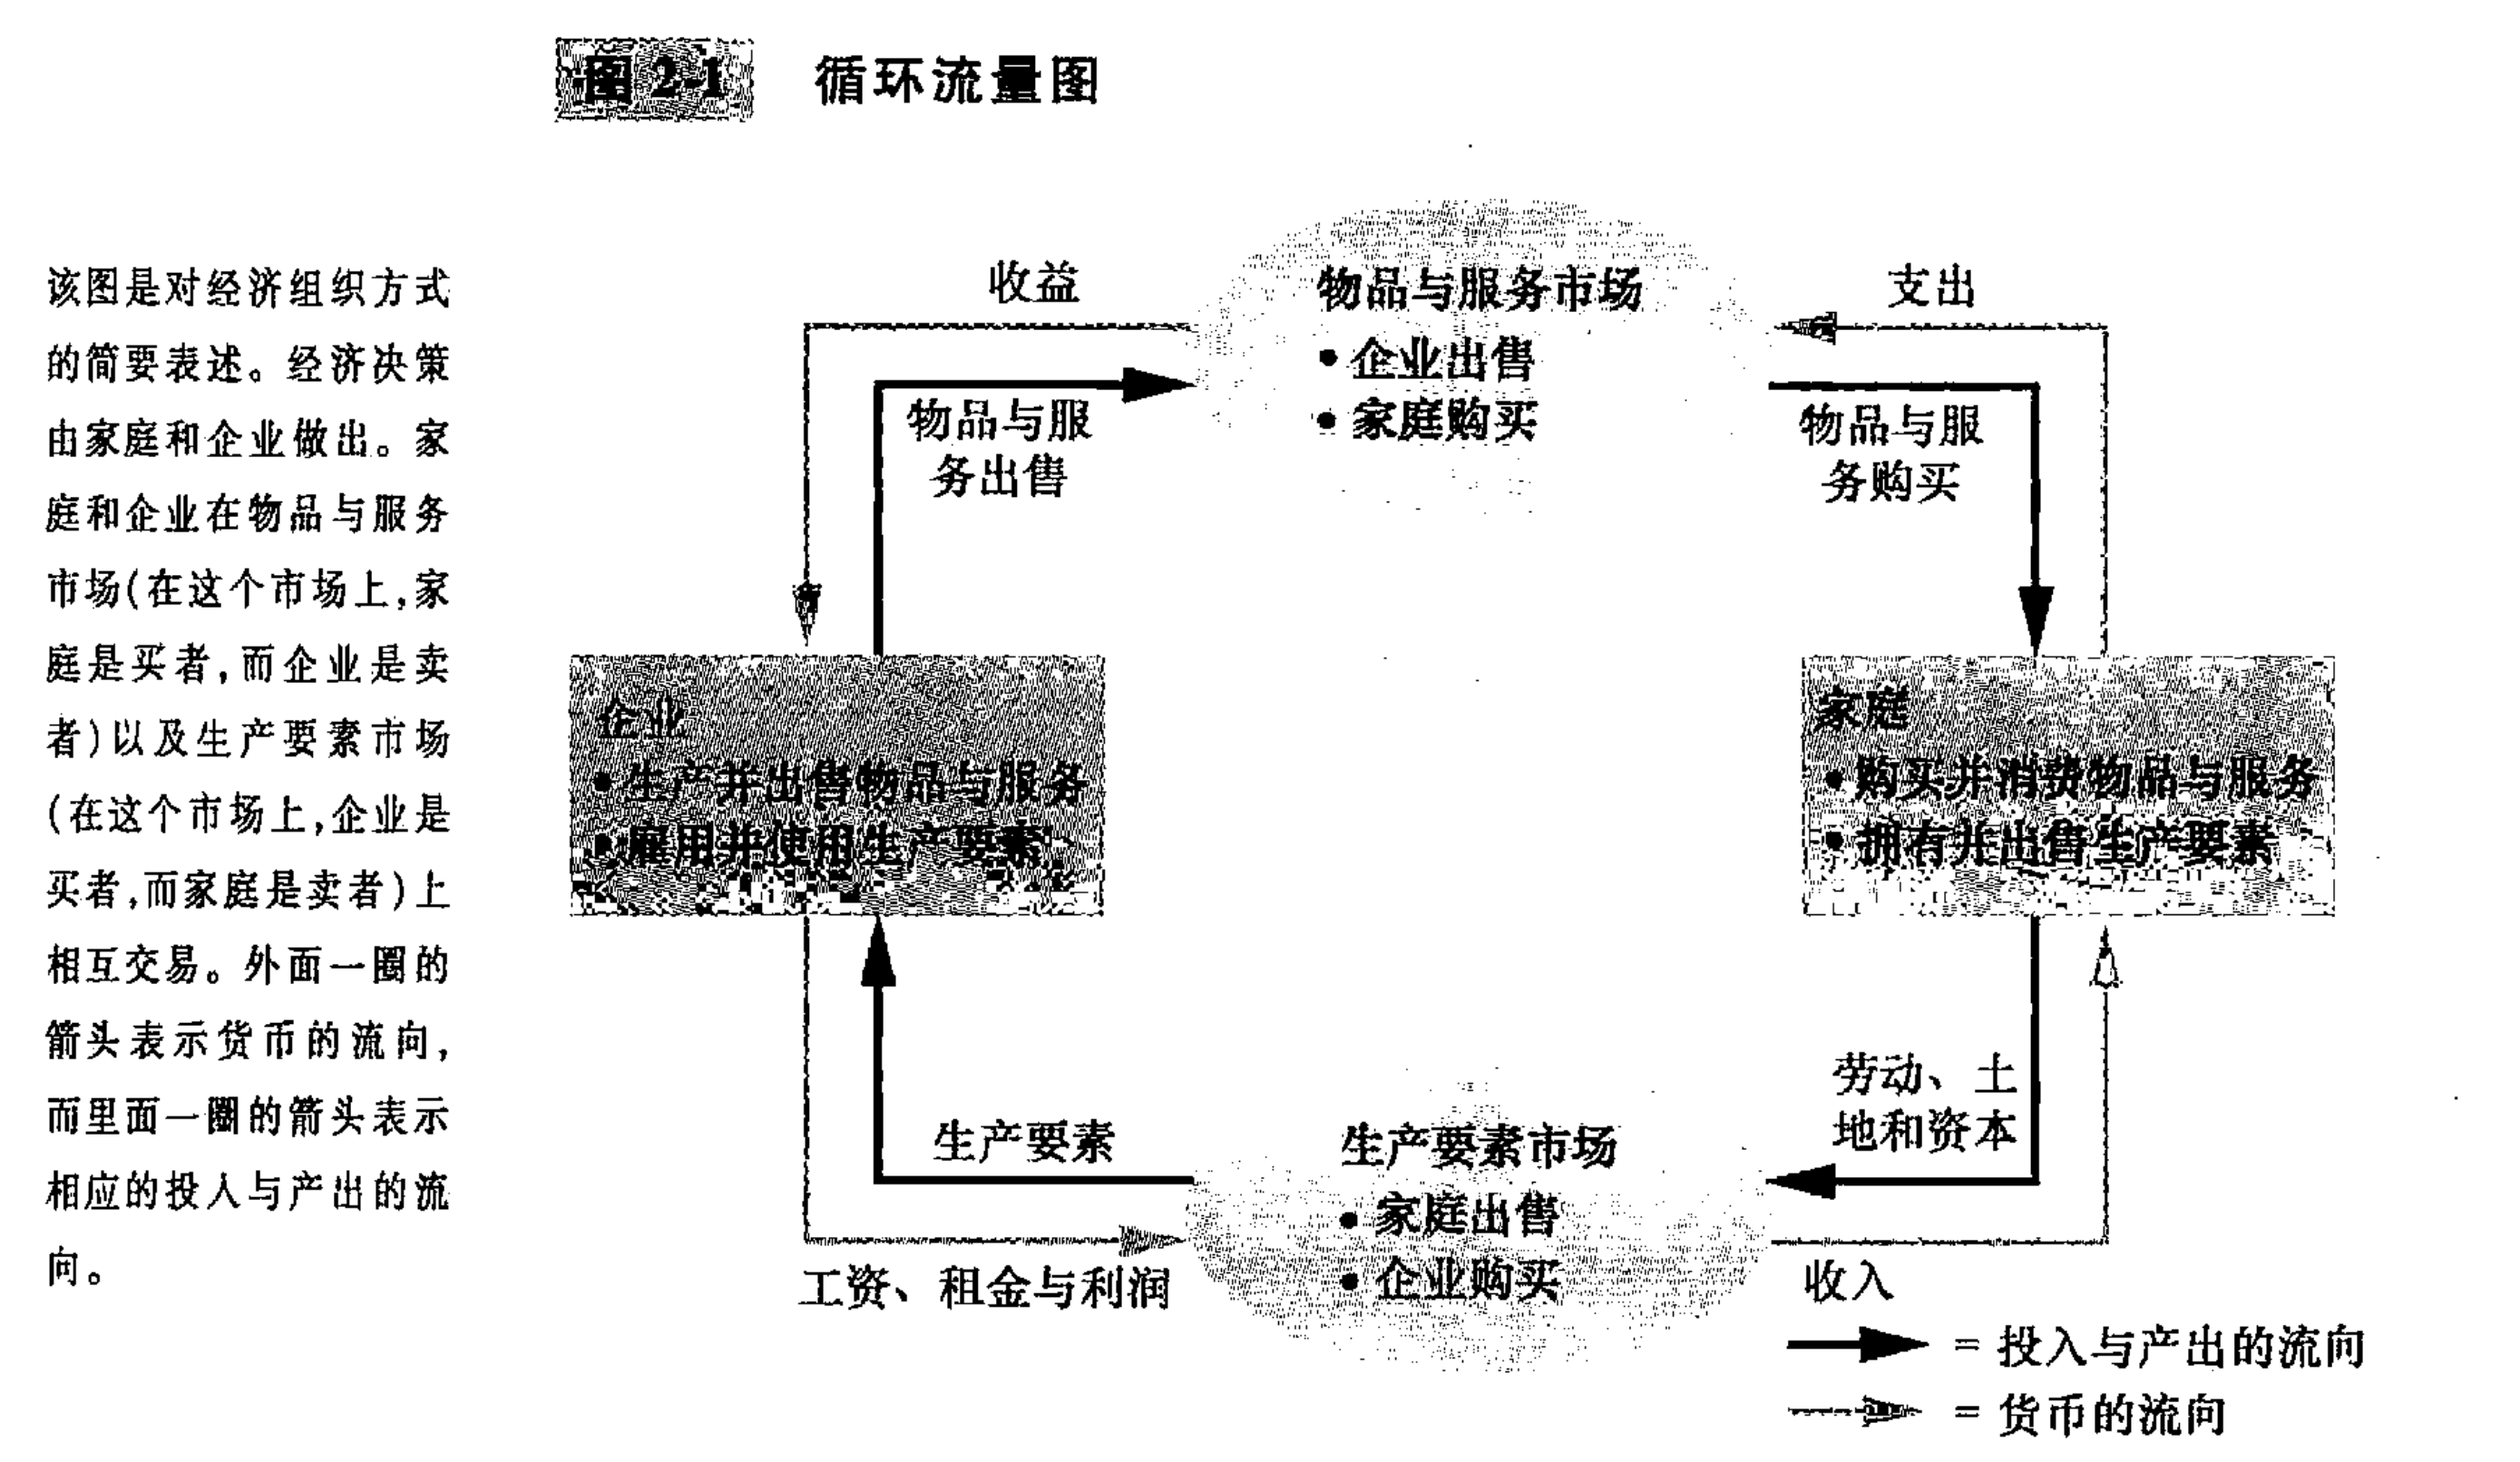 图2-1 循环流量图
该图是对经济组织方式
的简要表述。经济决策
由家庭和企业做出。家
庭和企业在物品与服务
市场(在这个市场上,家
庭是买者,而企业是卖
者)以及生产要素市场
(在这个市场上,企业是
买者,而家庭是卖者)上
相互交易。外面一圈的
箭头表示货币的流向,
而里面一圈的箭头表示
相应的投入与产出的流
向。
收益
物品与服务市场
• 企业出售
• 家庭购买
支出
物品与服
务出售
物品与服
务购买
企业
• 生产并出售物品与服务
• 雇用并使用生产要素
家庭
• 购买并消费物品与服务
• 拥有并出售生产要素
生产要素
生产要素市场
• 家庭出售
• 企业购买
劳动、土
地和资本
工资、租金与利润
收入
= 投入与产出的流向
= 货币的流向